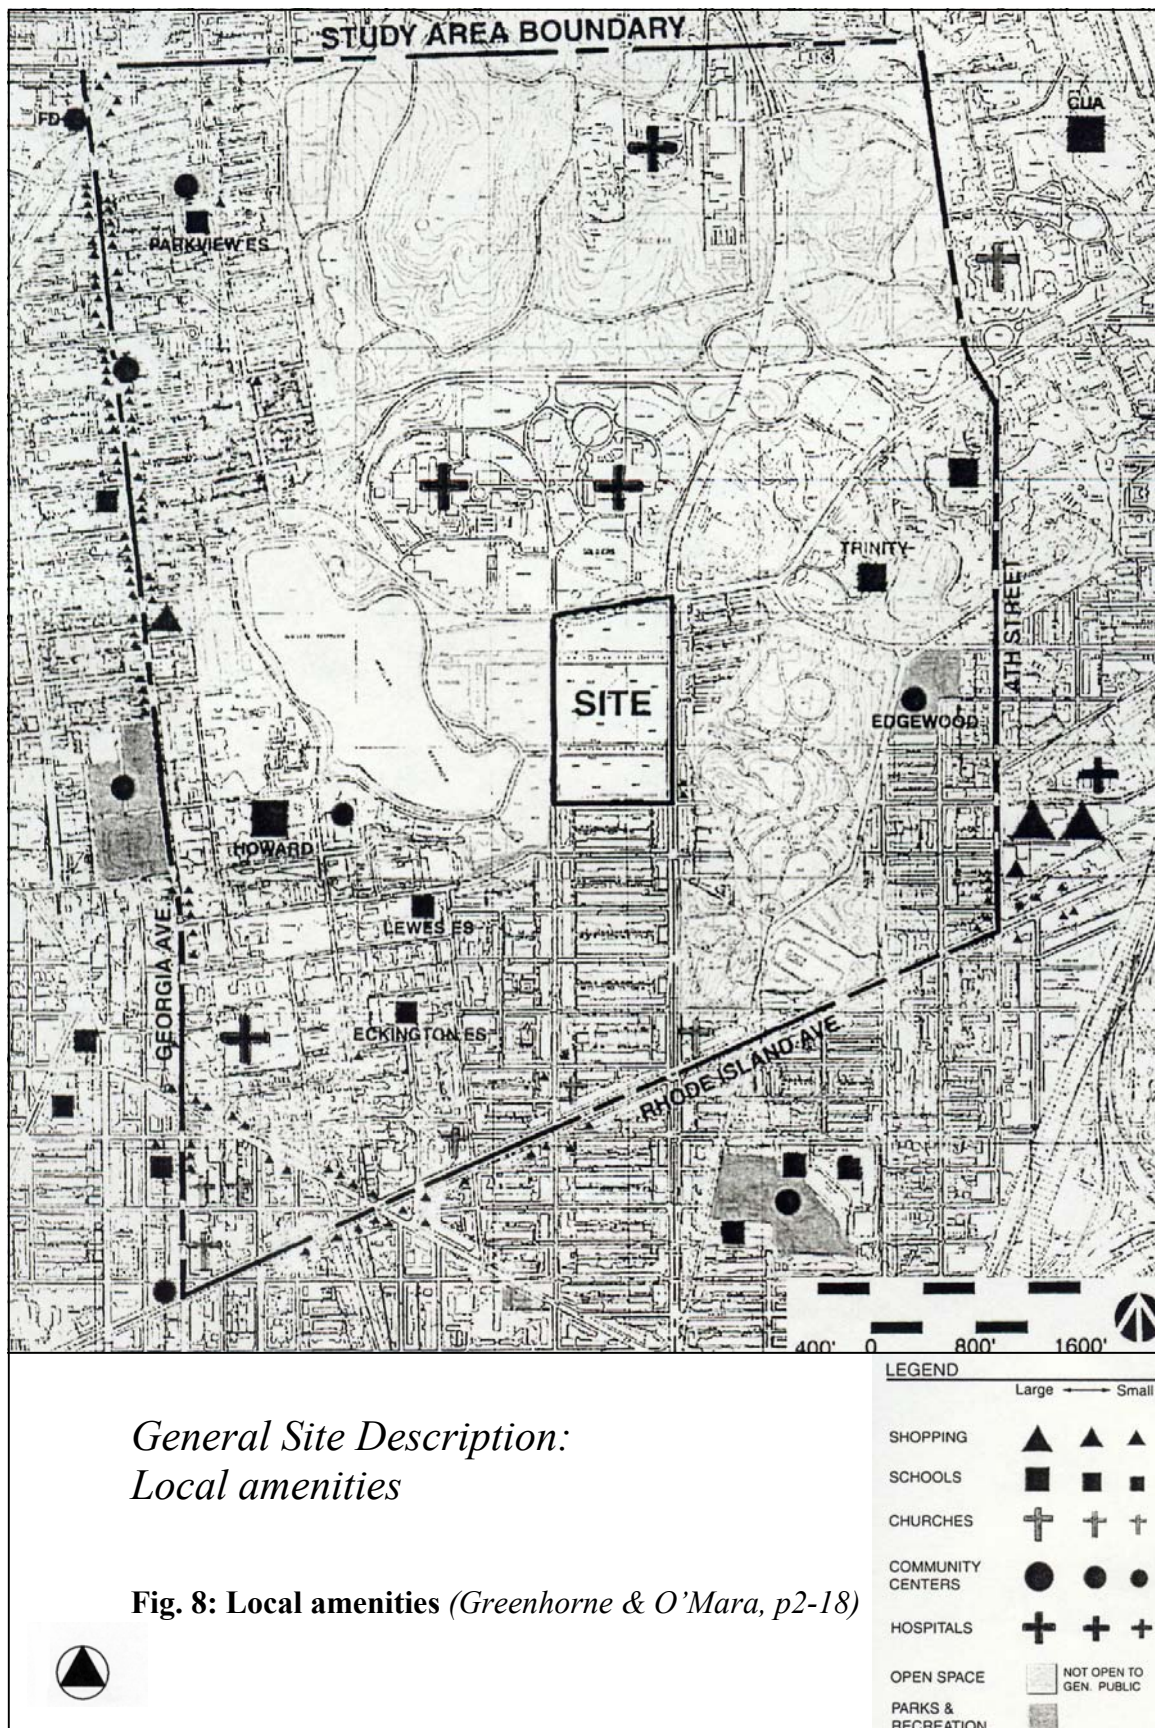 STUDY AREA BOUNDARY
CUA
FD
PARKVIEW ES
TRINITY
4TH STREET
SITE
EDGEWOOD
HOWARD
LEWES ES
GEORGIA AVE.
ECKINGTON ES
RHODE ISLAND AVE.
400' 0 800' 1600'
LEGEND
Large Small
SHOPPING
SCHOOLS
CHURCHES
COMMUNITY
CENTERS
HOSPITALS
OPEN SPACE
NOT OPEN TO
GEN. PUBLIC
PARKS &
RECREATION
General Site Description:
Local amenities
Fig. 8: Local amenities (Greenhorne & O’Mara, p2-18)